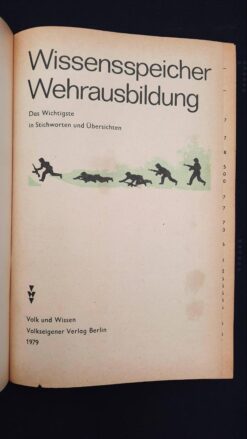 Wissensspeicher
Wehrausbildung
Das Wichtigste
in Stichworten und Übersichten
Volk und Wissen
Volkseigener Verlag Berlin
1979